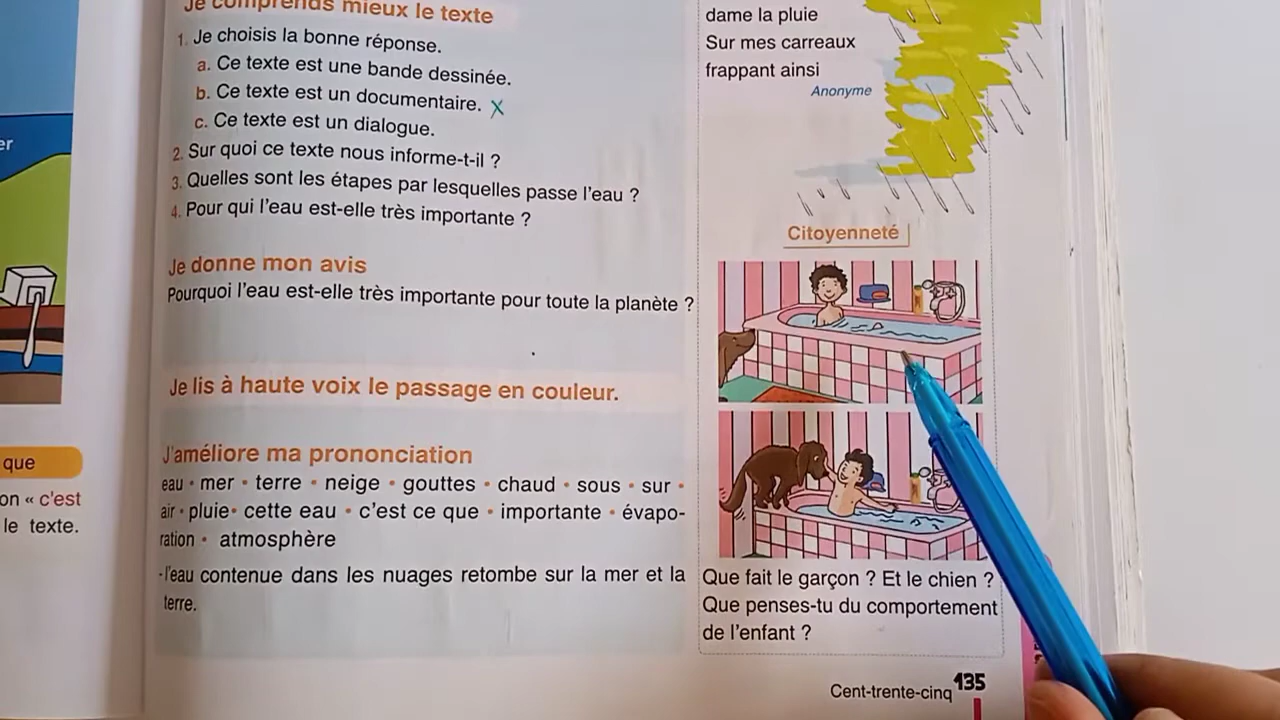 er
que
on « c'est
le texte.
Je comprends mieux le texte
1. Je choisis la bonne réponse.
a. Ce texte est une bande dessinée.
b. Ce texte est un documentaire. X
c. Ce texte est un dialogue.
2. Sur quoi ce texte nous informe-t-il ?
3. Quelles sont les étapes par lesquelles passe l'eau ?
4. Pour qui l'eau est-elle très importante ?
Je donne mon avis
Pourquoi l'eau est-elle très importante pour toute la planète ?
Je lis à haute voix le passage en couleur.
J'améliore ma prononciation
eau • mer • terre • neige • gouttes • chaud • sous • sur •
air • pluie• cette eau • c'est ce que • importante • évapo-
ration • atmosphère
-l'eau contenue dans les nuages retombe sur la mer et la
terre.
dame la pluie
Sur mes carreaux
frappant ainsi
Anonyme
Citoyenneté
Que fait le garçon ? Et le chien ?
Que penses-tu du comportement
de l'enfant ?
Cent-trente-cinq 135